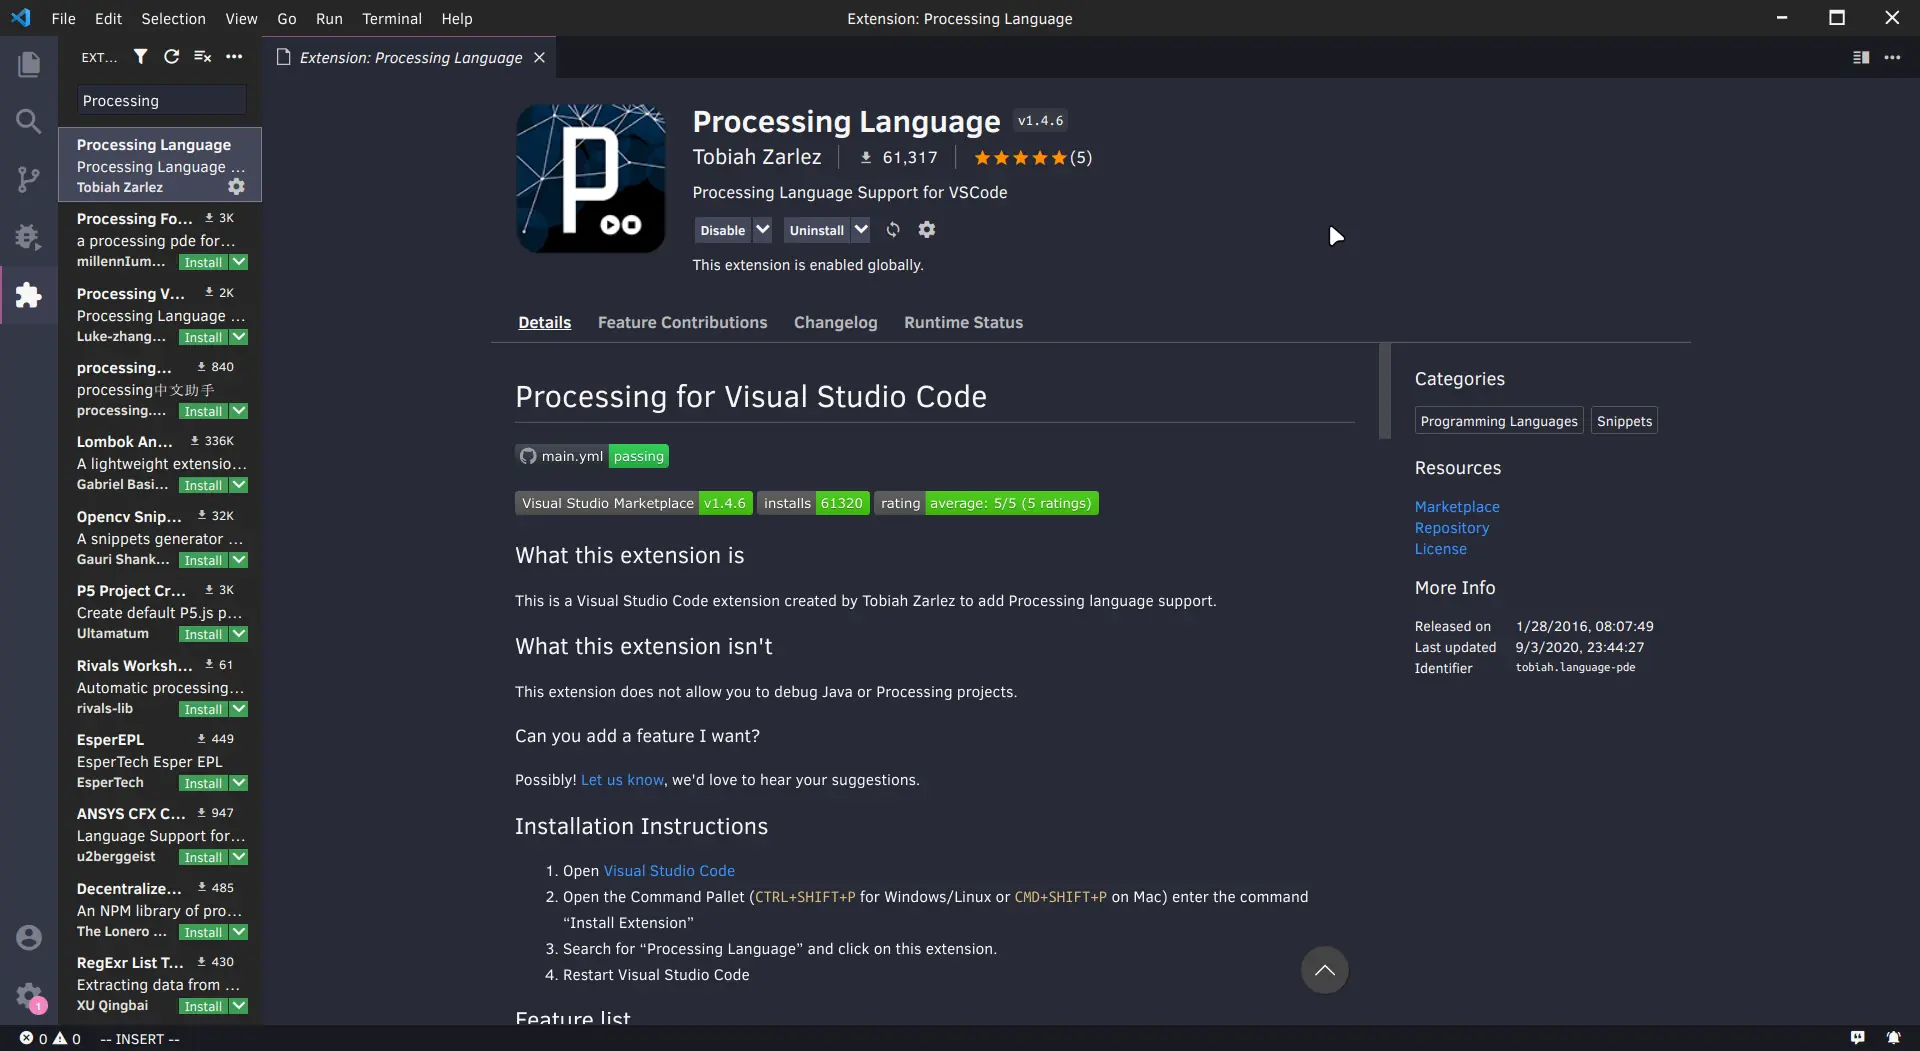 File Edit Selection View Go Run Terminal Help
Extension: Processing Language
EXT...
Extension: Processing Language
Processing
Processing Language
Processing Language ...
Tobiah Zarlez
Processing Fo... 3K
a processing pde for...
millennIum... Install
Processing V... 2K
Processing Language ...
Luke-zhang... Install
processing... 840
processing中文助手
processing.... Install
Lombok An... 336K
A lightweight extensio...
Gabriel Basi... Install
Opencv Snip... 32K
A snippets generator ...
Gauri Shank... Install
P5 Project Cr... 3K
Create default P5.js p...
Ultamatum Install
Rivals Worksh... 61
Automatic processing...
rivals-lib Install
EsperEPL 449
EsperTech Esper EPL
EsperTech Install
ANSYS CFX C... 947
Language Support for...
u2berggeist Install
Decentralize... 485
An NPM library of pro...
The Lonero ... Install
RegExr List T... 430
Extracting data from ...
XU Qingbai Install
1
P
Processing Language v1.4.6
Tobiah Zarlez 61,317 (5)
Processing Language Support for VSCode
Disable Uninstall
This extension is enabled globally.
Details Feature Contributions Changelog Runtime Status
Processing for Visual Studio Code
main.yml passing
Visual Studio Marketplace v1.4.6 installs 61320 rating average: 5/5 (5 ratings)
What this extension is
This is a Visual Studio Code extension created by Tobiah Zarlez to add Processing language support.
What this extension isn't
This extension does not allow you to debug Java or Processing projects.
Can you add a feature I want?
Possibly! Let us know, we'd love to hear your suggestions.
Installation Instructions
1. Open Visual Studio Code
2. Open the Command Pallet (CTRL+SHIFT+P for Windows/Linux or CMD+SHIFT+P on Mac) enter the command
“Install Extension”
3. Search for “Processing Language” and click on this extension.
4. Restart Visual Studio Code
Feature list
Categories
Programming Languages Snippets
Resources
Marketplace
Repository
License
More Info
Released on 1/28/2016, 08:07:49
Last updated 9/3/2020, 23:44:27
Identifier tobiah.language-pde
0 0 -- INSERT --